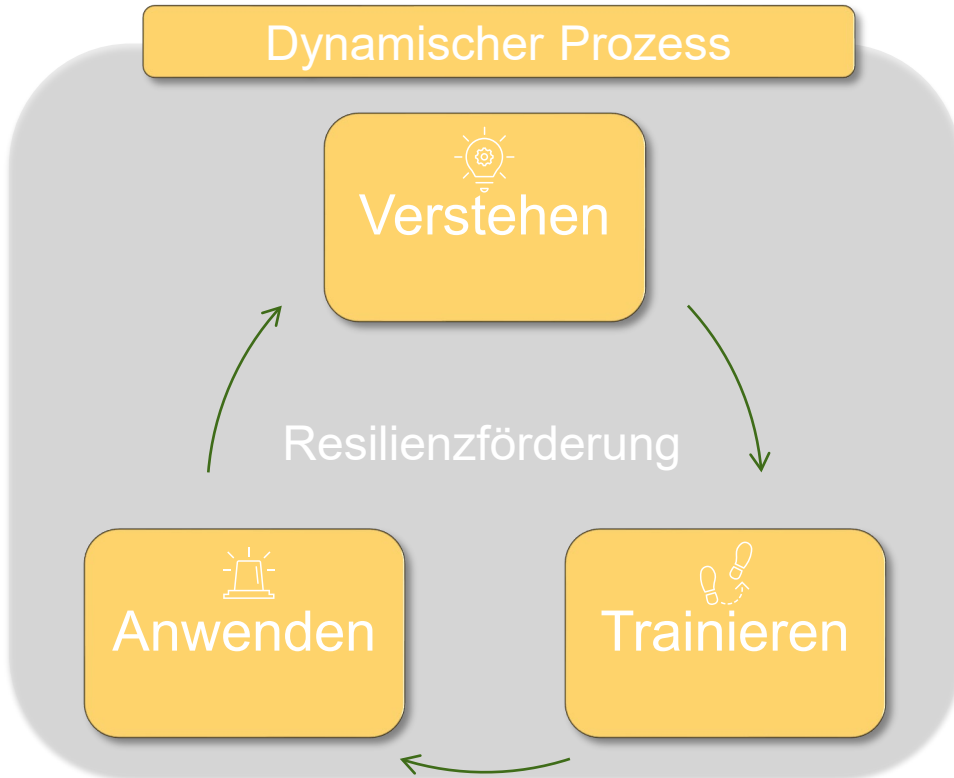 Dynamischer Prozess
Verstehen
Resilienzförderung
Anwenden
Trainieren